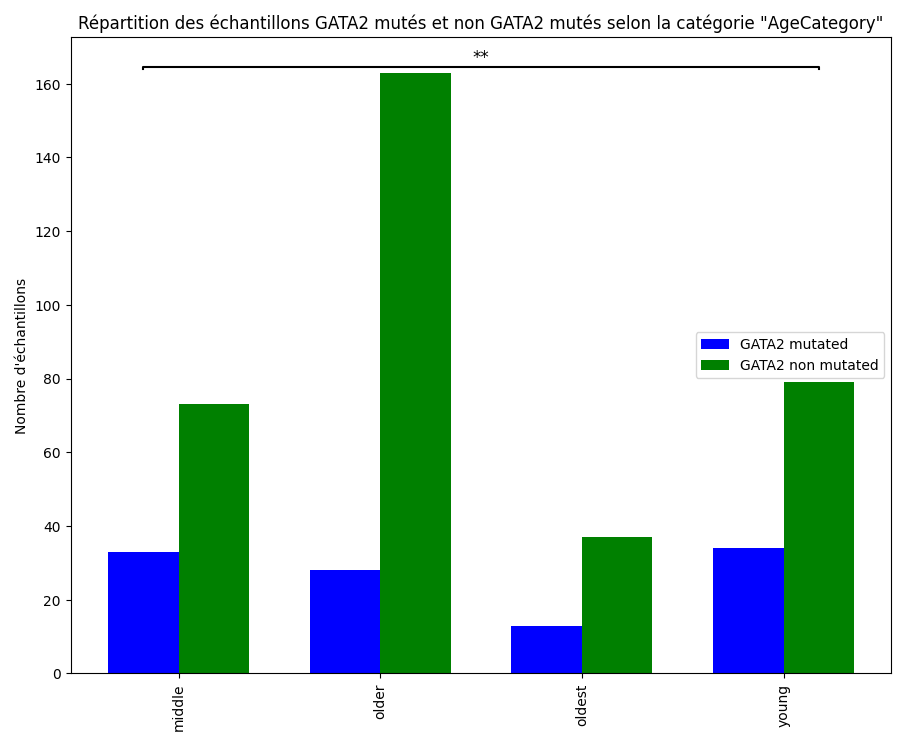 Répartition des échantillons GATA2 mutés et non GATA2 mutés selon la catégorie "AgeCategory"
**
160
140
120
100
80
60
40
20
0
Nombre d'échantillons
GATA2 mutated
GATA2 non mutated
middle
older
oldest
young